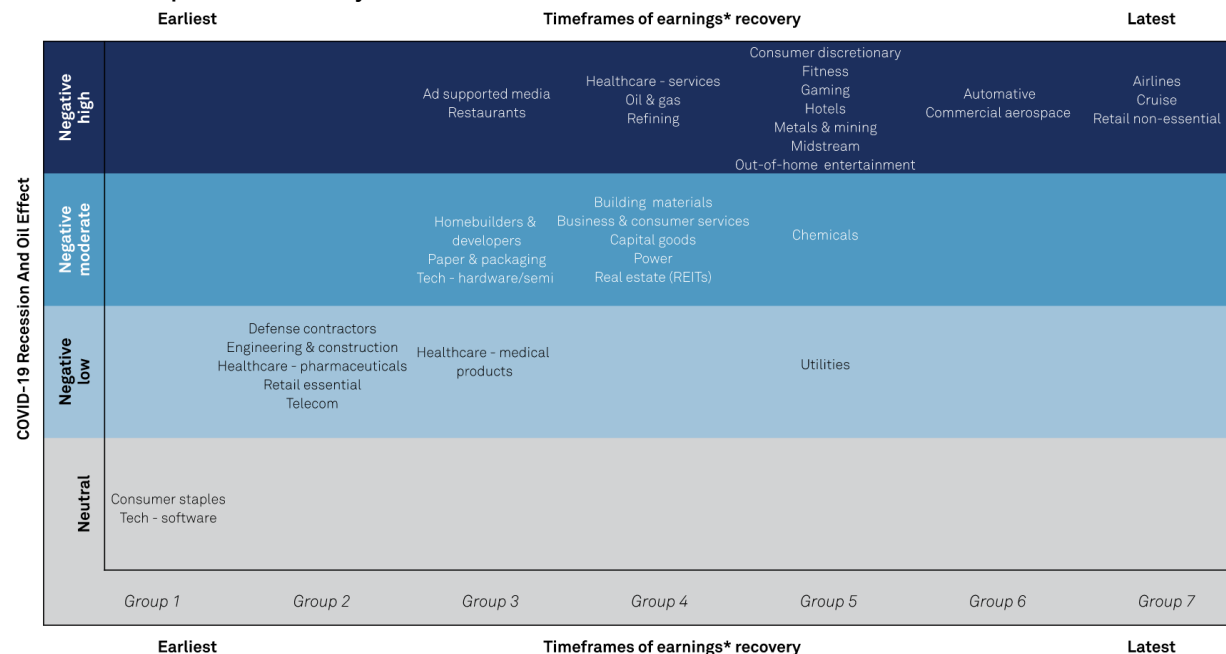 Earliest
Timeframes of earnings* recovery
Latest
COVID-19 Recession And Oil Effect
Negative
high
Ad supported media
Restaurants
Healthcare - services
Oil & gas
Refining
Consumer discretionary
Fitness
Gaming
Hotels
Metals & mining
Midstream
Out-of-home entertainment
Automative
Commercial aerospace
Airlines
Cruise
Retail non-essential
Negative
moderate
Homebuilders &
developers
Paper & packaging
Tech - hardware/semi
Building materials
Business & consumer services
Capital goods
Power
Real estate (REITs)
Chemicals
Negative
low
Defense contractors
Engineering & construction
Healthcare - pharmaceuticals
Retail essential
Telecom
Healthcare - medical
products
Utilities
Neutral
Consumer staples
Tech - software
Group 1
Group 2
Group 3
Group 4
Group 5
Group 6
Group 7
Earliest
Timeframes of earnings* recovery
Latest